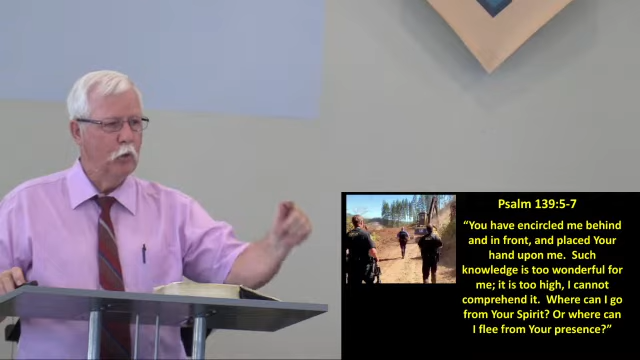 Psalm 139:5-7
“You have encircled me behind
and in front, and placed Your
hand upon me.  Such
knowledge is too wonderful for
me; it is too high, I cannot
comprehend it.  Where can I go
from Your Spirit? Or where can
I flee from Your presence?”